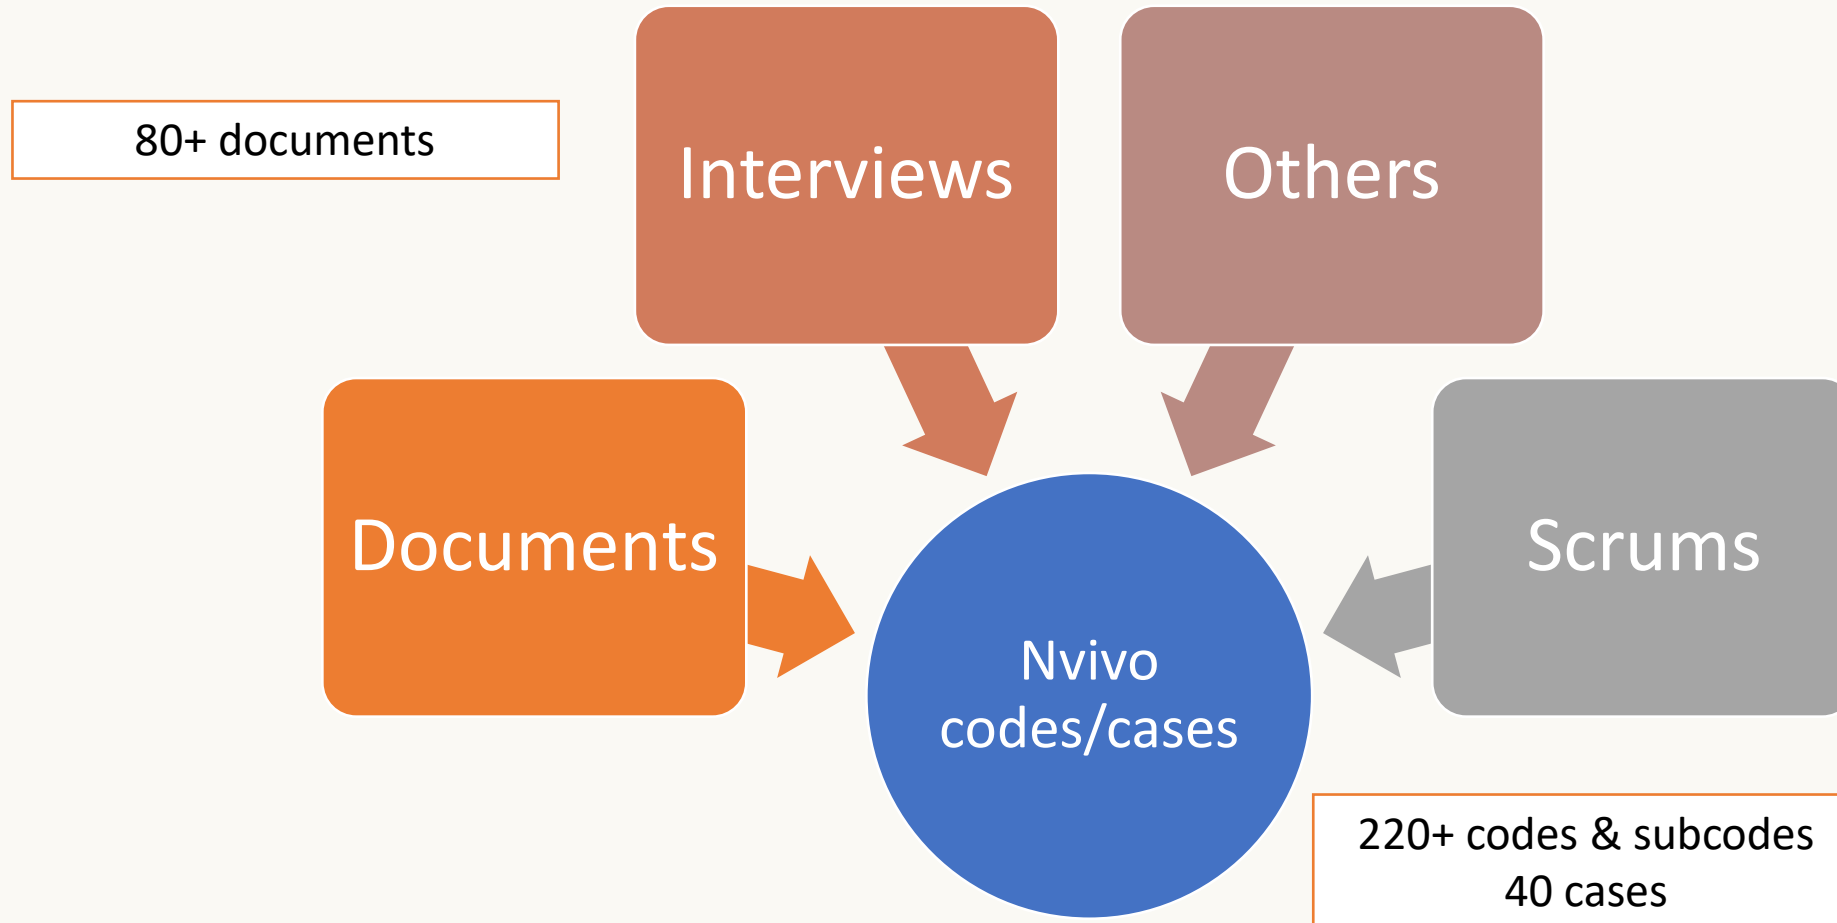 80+ documents
Interviews
Others
Documents
Scrums
Nvivo
codes/cases
220+ codes & subcodes
40 cases